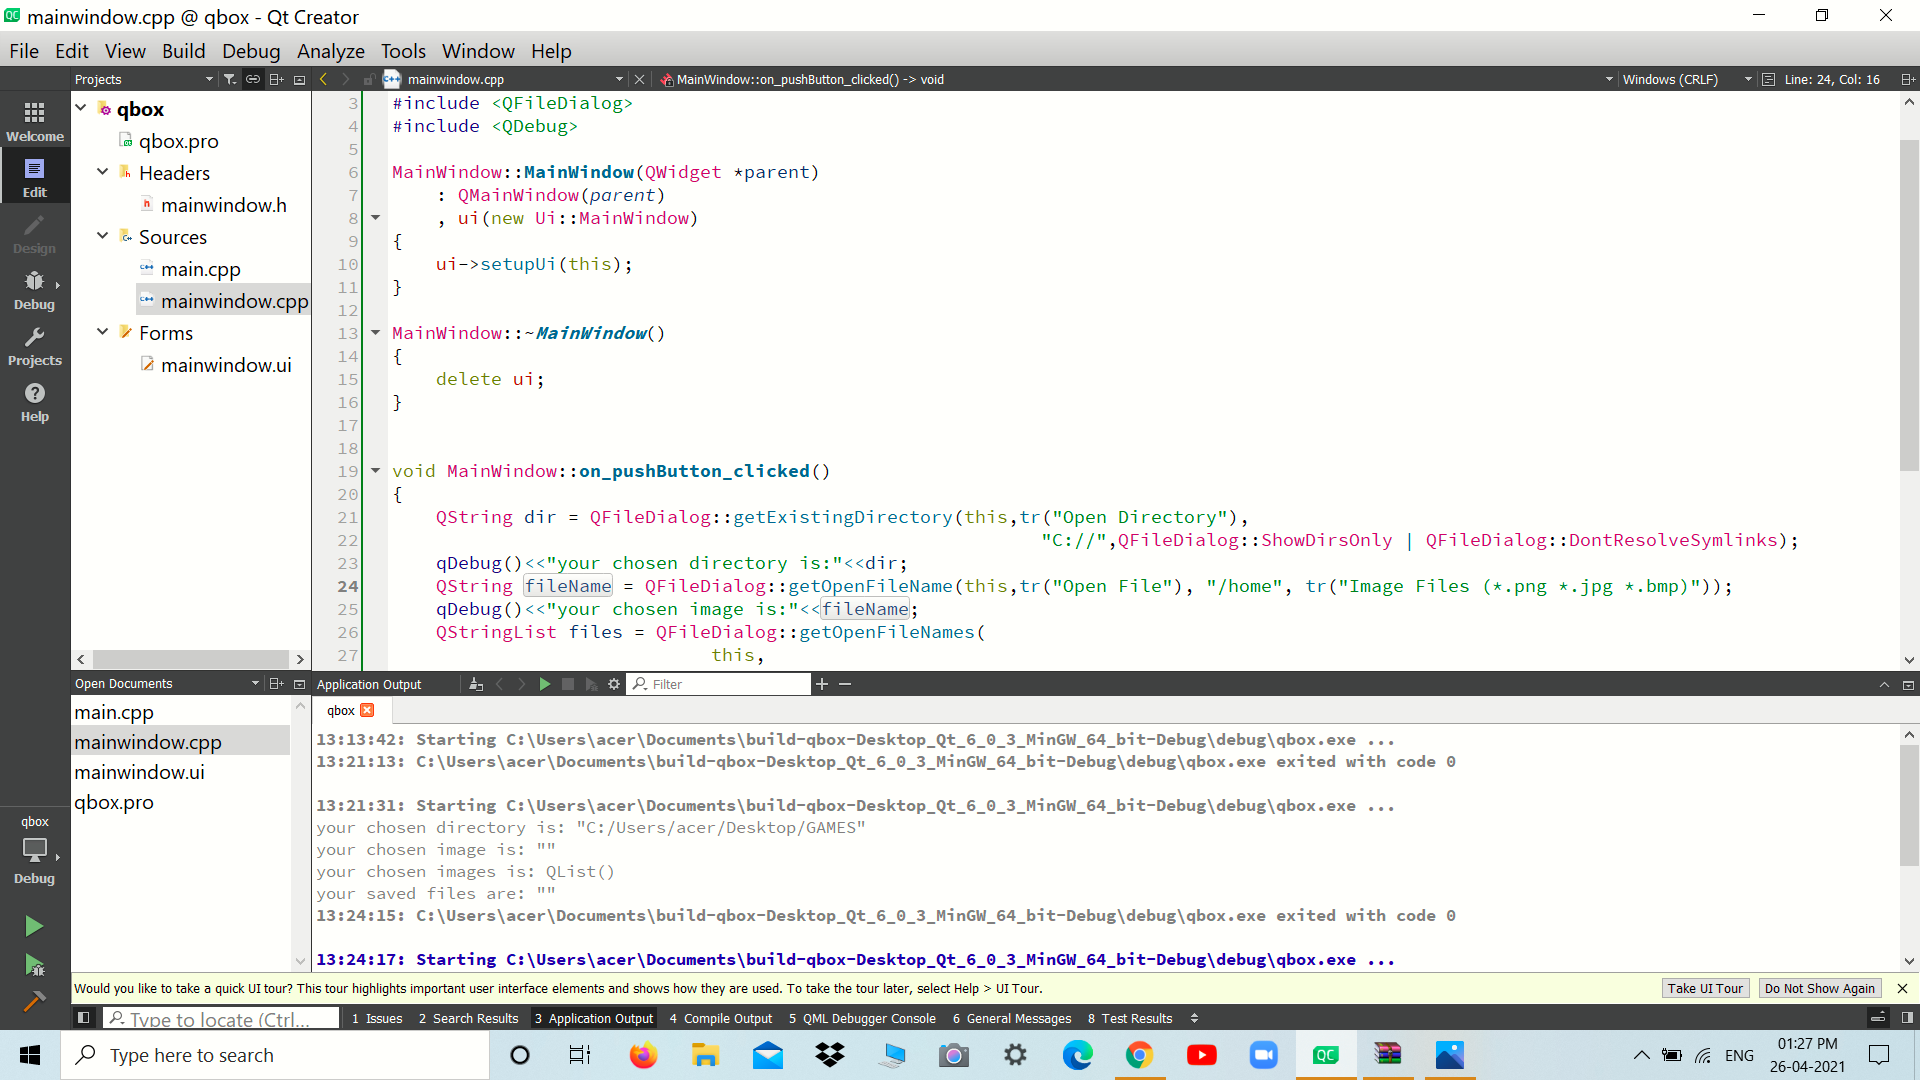 mainwindow.cpp @ qbox - Qt Creator
File Edit View Build Debug Analyze Tools Window Help
Projects
mainwindow.cpp
MainWindow::on_pushButton_clicked() -> void
Windows (CRLF)
Line: 24, Col: 16
Welcome
Edit
Design
Debug
Projects
Help
qbox
Debug
qbox
qbox.pro
Headers
mainwindow.h
Sources
main.cpp
mainwindow.cpp
Forms
mainwindow.ui
3 #include <QFileDialog>
4 #include <QDebug>
5
6 MainWindow::MainWindow(QWidget *parent)
7 : QMainWindow(parent)
8 , ui(new Ui::MainWindow)
9 {
10 ui->setupUi(this);
11 }
12
13 MainWindow::~MainWindow()
14 {
15 delete ui;
16 }
17
18
19 void MainWindow::on_pushButton_clicked()
20 {
21 QString dir = QFileDialog::getExistingDirectory(this,tr("Open Directory"),
22 "C://",QFileDialog::ShowDirsOnly | QFileDialog::DontResolveSymlinks);
23 qDebug()<<"your chosen directory is:"<<dir;
24 QString fileName = QFileDialog::getOpenFileName(this,tr("Open File"), "/home", tr("Image Files (*.png *.jpg *.bmp)"));
25 qDebug()<<"your chosen image is:"<<fileName;
26 QStringList files = QFileDialog::getOpenFileNames(
27 this,
Open Documents
main.cpp
mainwindow.cpp
mainwindow.ui
qbox.pro
Application Output
Filter
qbox
13:13:42: Starting C:\Users\acer\Documents\build-qbox-Desktop_Qt_6_0_3_MinGW_64_bit-Debug\debug\qbox.exe ...
13:21:13: C:\Users\acer\Documents\build-qbox-Desktop_Qt_6_0_3_MinGW_64_bit-Debug\debug\qbox.exe exited with code 0
13:21:31: Starting C:\Users\acer\Documents\build-qbox-Desktop_Qt_6_0_3_MinGW_64_bit-Debug\debug\qbox.exe ...
your chosen directory is: "C:/Users/acer/Desktop/GAMES"
your chosen image is: ""
your chosen images is: QList()
your saved files are: ""
13:24:15: C:\Users\acer\Documents\build-qbox-Desktop_Qt_6_0_3_MinGW_64_bit-Debug\debug\qbox.exe exited with code 0
13:24:17: Starting C:\Users\acer\Documents\build-qbox-Desktop_Qt_6_0_3_MinGW_64_bit-Debug\debug\qbox.exe ...
Would you like to take a quick UI tour? This tour highlights important user interface elements and shows how they are used. To take the tour later, select Help > UI Tour.
Take UI Tour
Do Not Show Again
Type to locate (Ctrl...
1 Issues 2 Search Results 3 Application Output 4 Compile Output 5 QML Debugger Console 6 General Messages 8 Test Results
Type here to search
QC
ENG
01:27 PM
26-04-2021